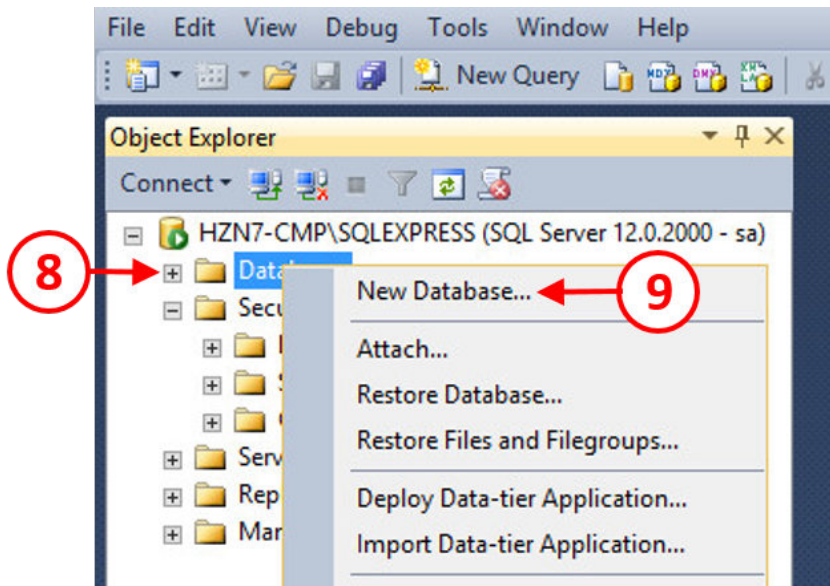 File Edit View Debug Tools Window Help
New Query
Object Explorer
Connect
HZN7-CMP\SQLEXPRESS (SQL Server 12.0.2000 - sa)
8
New Database...
9
Attach...
Restore Database...
Restore Files and Filegroups...
Deploy Data-tier Application...
Import Data-tier Application...